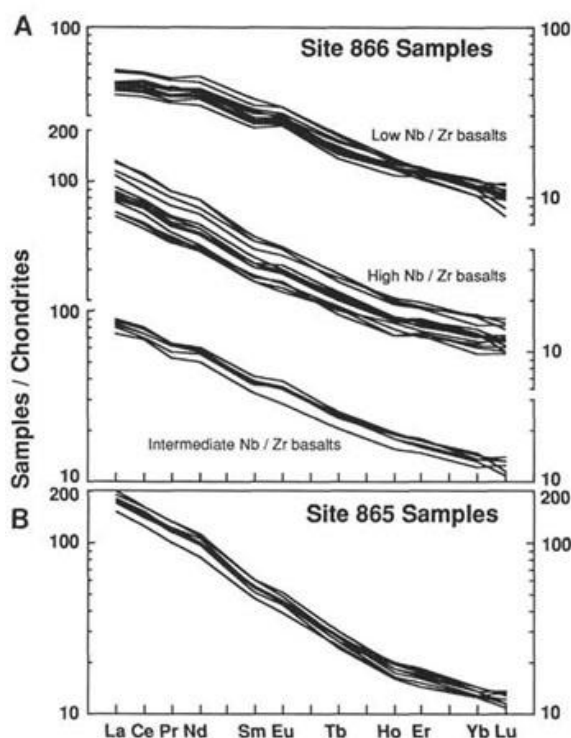 A
100
100
Site 866 Samples
Low Nb / Zr basalts
200
100
10
High Nb / Zr basalts
100
10
Samples / Chondrites
Intermediate Nb / Zr basalts
10
10
B
200
200
Site 865 Samples
100
100
10
10
La Ce Pr Nd Sm Eu Tb Ho Er Yb Lu